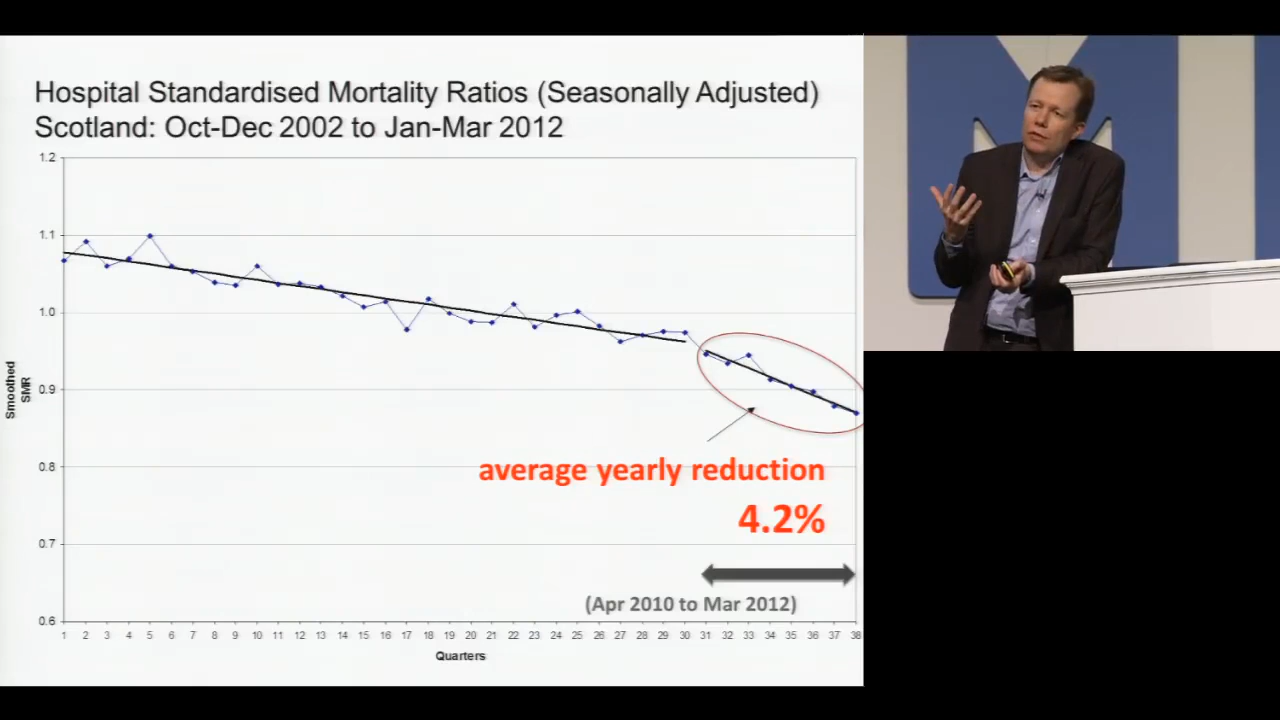 Hospital Standardised Mortality Ratios (Seasonally Adjusted)
Scotland: Oct-Dec 2002 to Jan-Mar 2012
1.2
1.1
1.0
0.9
0.8
0.7
0.6
Smoothed
SMR
average yearly reduction
4.2%
(Apr 2010 to Mar 2012)
1 2 3 4 5 6 7 8 9 10 11 12 13 14 15 16 17 18 19 20 21 22 23 24 25 26 27 28 29 30 31 32 33 34 35 36 37 38
Quarters